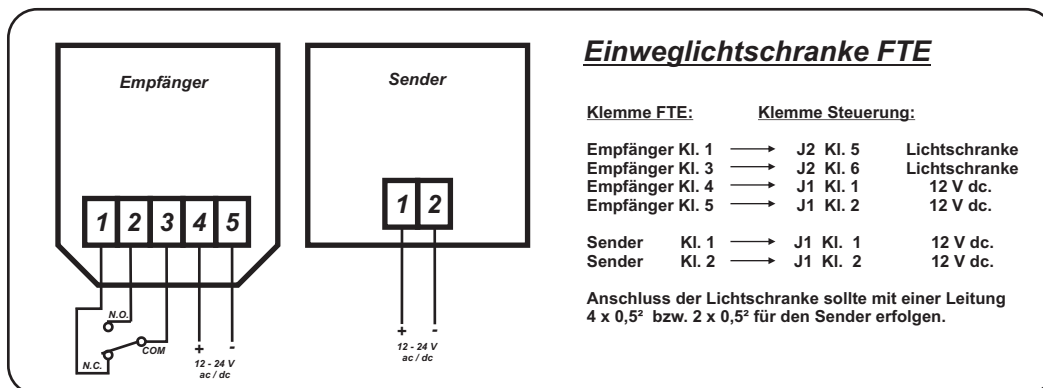 Empfänger
1 2 3 4 5
N.O.
N.C.
COM
+ -
12 - 24 V
ac / dc
Sender
1 2
+ -
12 - 24 V
ac / dc
Einweglichtschranke FTE
Klemme FTE: Klemme Steuerung:
Empfänger Kl. 1 → J2 Kl. 5 Lichtschranke
Empfänger Kl. 3 → J2 Kl. 6 Lichtschranke
Empfänger Kl. 4 → J1 Kl. 1 12 V dc.
Empfänger Kl. 5 → J1 Kl. 2 12 V dc.
Sender Kl. 1 → J1 Kl. 1 12 V dc.
Sender Kl. 2 → J1 Kl. 2 12 V dc.
Anschluss der Lichtschranke sollte mit einer Leitung
4 x 0,5² bzw. 2 x 0,5² für den Sender erfolgen.